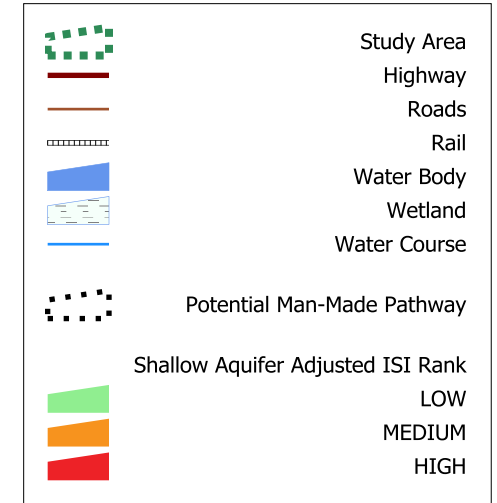 Study Area
Highway
Roads
Rail
Water Body
Wetland
Water Course
Potential Man-Made Pathway
Shallow Aquifer Adjusted ISI Rank
LOW
MEDIUM
HIGH